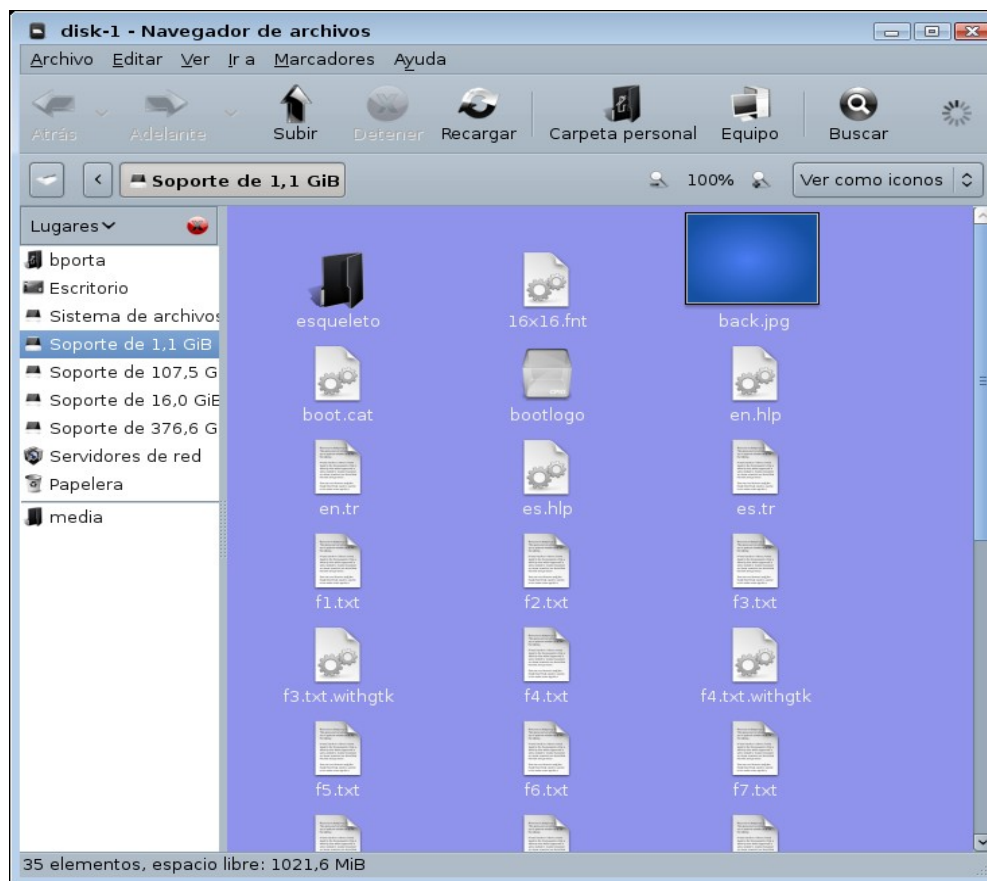 disk-1 - Navegador de archivos
Archivo Editar Ver Ir a Marcadores Ayuda
Atrás Adelante Subir Detener Recargar Carpeta personal Equipo Buscar
Soporte de 1,1 GiB 100% Ver como iconos
Lugares
bporta
Escritorio
Sistema de archivos
Soporte de 1,1 GiB
Soporte de 107,5 G
Soporte de 16,0 GiE
Soporte de 376,6 G
Servidores de red
Papelera
media
esqueleto 16x16.fnt back.jpg
boot.cat bootlogo en.hlp
en.tr es.hlp es.tr
f1.txt f2.txt f3.txt
f3.txt.withgtk f4.txt f4.txt.withgtk
f5.txt f6.txt f7.txt
35 elementos, espacio libre: 1021,6 MiB